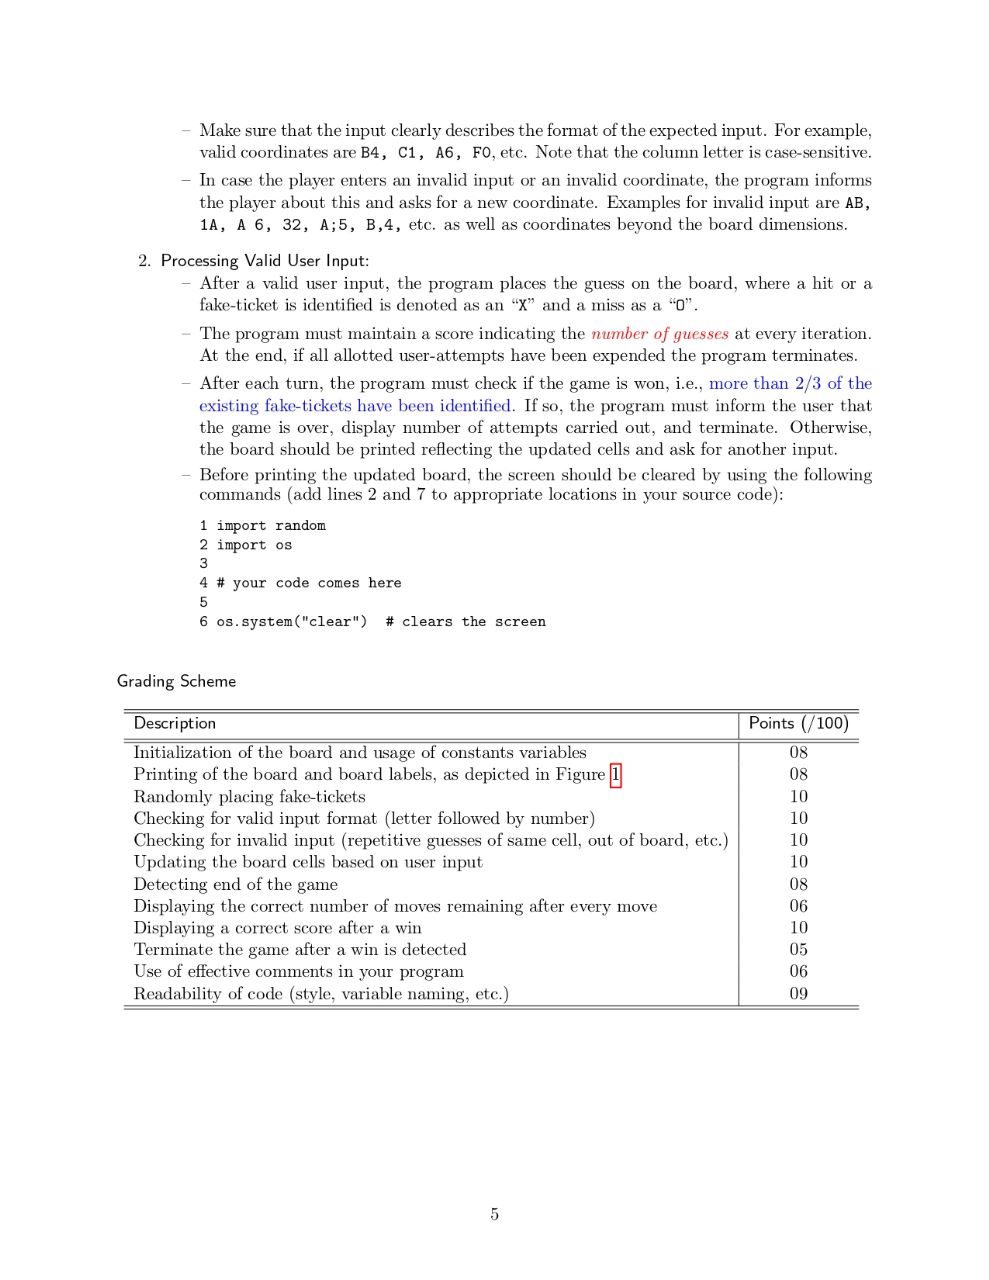 – Make sure that the input clearly describes the format of the expected input. For example,
valid coordinates are B4, C1, A6, F0, etc. Note that the column letter is case-sensitive.
– In case the player enters an invalid input or an invalid coordinate, the program informs
the player about this and asks for a new coordinate. Examples for invalid input are AB,
1A, A 6, 32, A;5, B,4, etc. as well as coordinates beyond the board dimensions.
2. Processing Valid User Input:
– After a valid user input, the program places the guess on the board, where a hit or a
fake-ticket is identified is denoted as an “X” and a miss as a “O”.
– The program must maintain a score indicating the number of guesses at every iteration.
At the end, if all allotted user-attempts have been expended the program terminates.
– After each turn, the program must check if the game is won, i.e., more than 2/3 of the
existing fake-tickets have been identified. If so, the program must inform the user that
the game is over, display number of attempts carried out, and terminate. Otherwise,
the board should be printed reflecting the updated cells and ask for another input.
– Before printing the updated board, the screen should be cleared by using the following
commands (add lines 2 and 7 to appropriate locations in your source code):
1 import random
2 import os
3
4 # your code comes here
5
6 os.system("clear")  # clears the screen
Grading Scheme
Description Points (/100)
Initialization of the board and usage of constants variables 08
Printing of the board and board labels, as depicted in Figure 1 08
Randomly placing fake-tickets 10
Checking for valid input format (letter followed by number) 10
Checking for invalid input (repetitive guesses of same cell, out of board, etc.) 10
Updating the board cells based on user input 10
Detecting end of the game 08
Displaying the correct number of moves remaining after every move 06
Displaying a correct score after a win 10
Terminate the game after a win is detected 05
Use of effective comments in your program 06
Readability of code (style, variable naming, etc.) 09
5